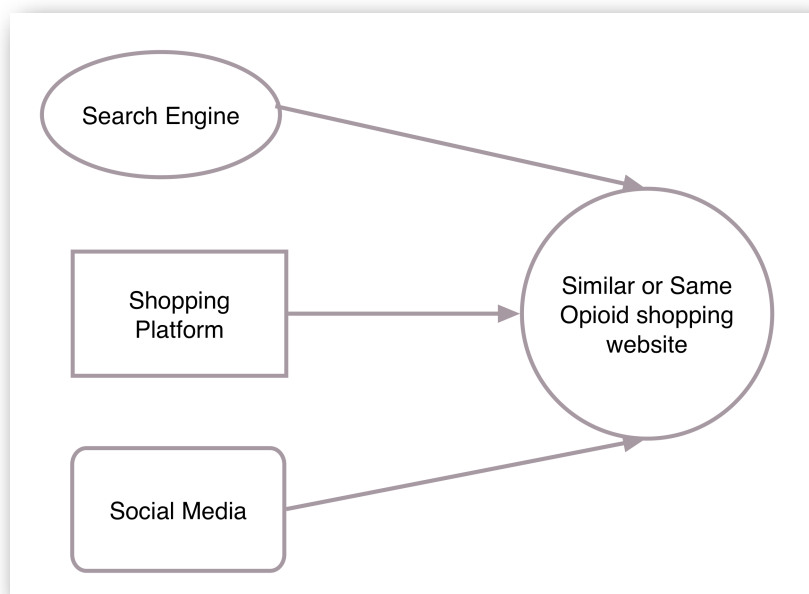 Search Engine
Shopping
Platform
Social Media
Similar or Same
Opioid shopping
website